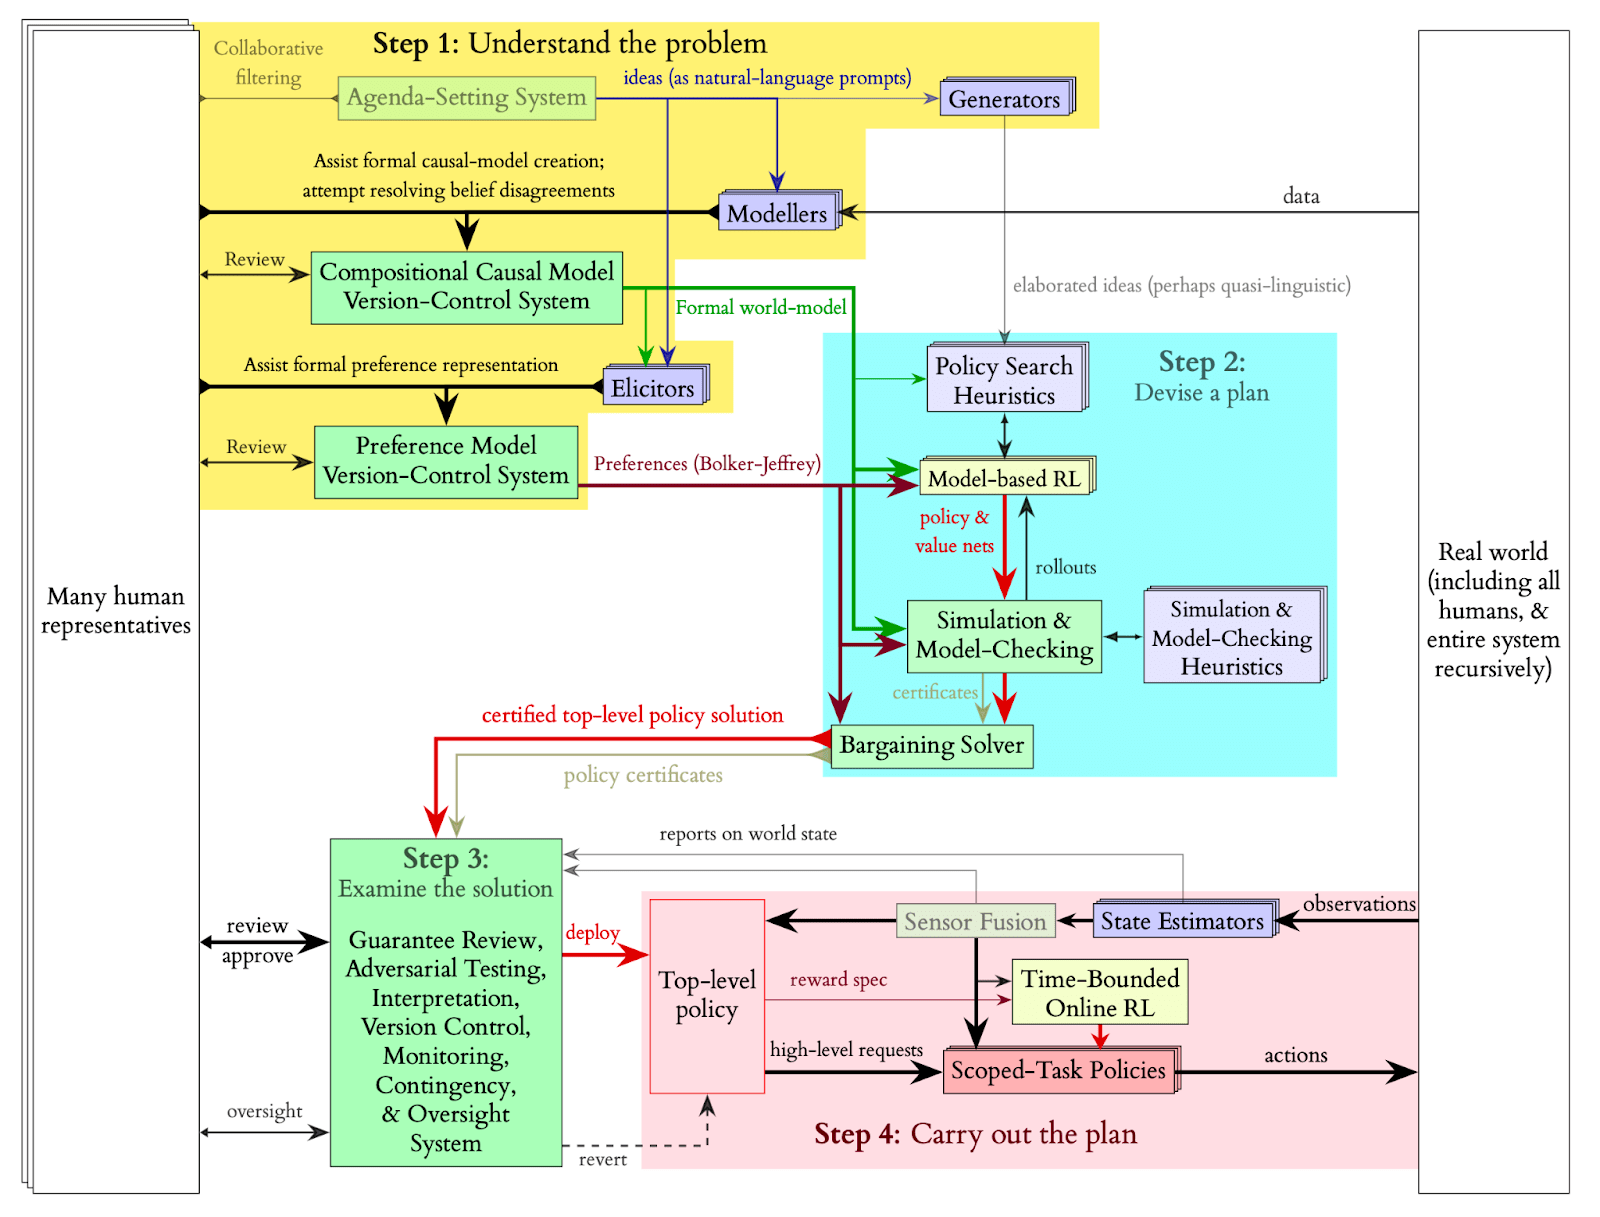 Step 1: Understand the problem
Collaborative
filtering
Agenda-Setting System
ideas (as natural-language prompts)
Generators
Assist formal causal-model creation;
attempt resolving belief disagreements
Modellers
data
Review
Compositional Causal Model
Version-Control System
Formal world-model
elaborated ideas (perhaps quasi-linguistic)
Assist formal preference representation
Elicitors
Step 2:
Devise a plan
Policy Search
Heuristics
Review
Preference Model
Version-Control System
Preferences (Bolker-Jeffrey)
Model-based RL
policy &
value nets
rollouts
Many human
representatives
Real world
(including all
humans, &
entire system
recursively)
Simulation &
Model-Checking
Simulation &
Model-Checking
Heuristics
certificates
certified top-level policy solution
Bargaining Solver
policy certificates
reports on world state
Step 3:
Examine the solution
Guarantee Review,
Adversarial Testing,
Interpretation,
Version Control,
Monitoring,
Contingency,
& Oversight
System
review
approve
oversight
deploy
revert
Top-level
policy
Sensor Fusion
State Estimators
observations
reward spec
Time-Bounded
Online RL
high-level requests
Scoped-Task Policies
actions
Step 4: Carry out the plan